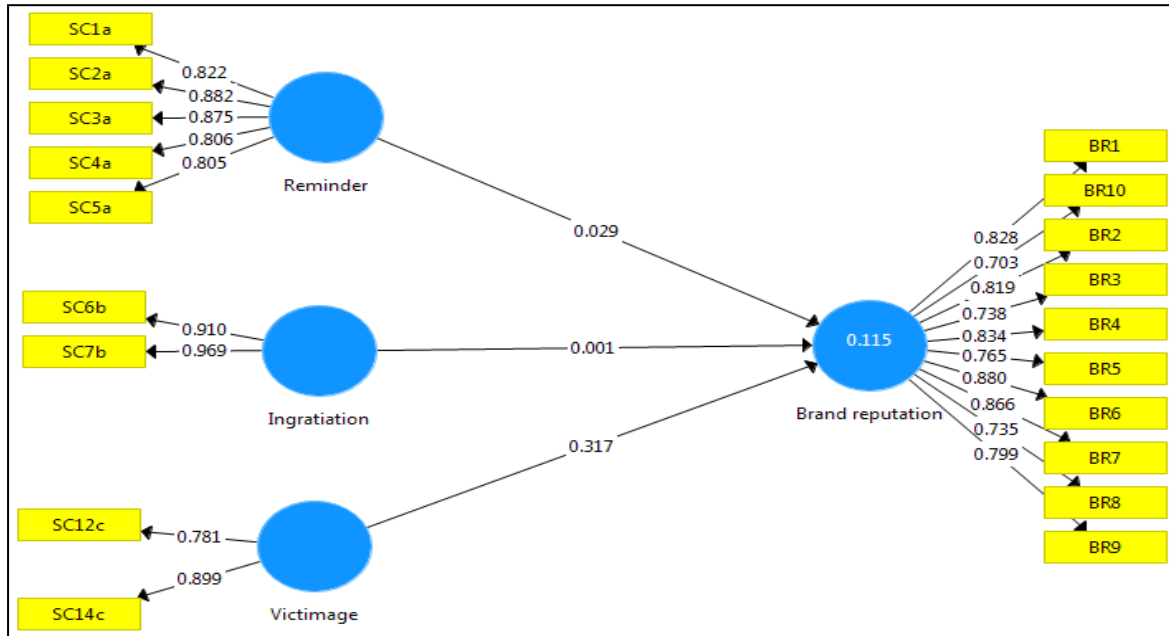 SC1a
SC2a
SC3a
SC4a
SC5a
0.822
0.882
0.875
0.806
0.805
Reminder
0.029
SC6b
SC7b
0.910
0.969
Ingratiation
0.001
SC12c
SC14c
0.781
0.899
Victimage
0.317
0.115
Brand reputation
0.828
0.703
0.819
0.738
0.834
0.765
0.880
0.866
0.735
0.799
BR1
BR10
BR2
BR3
BR4
BR5
BR6
BR7
BR8
BR9